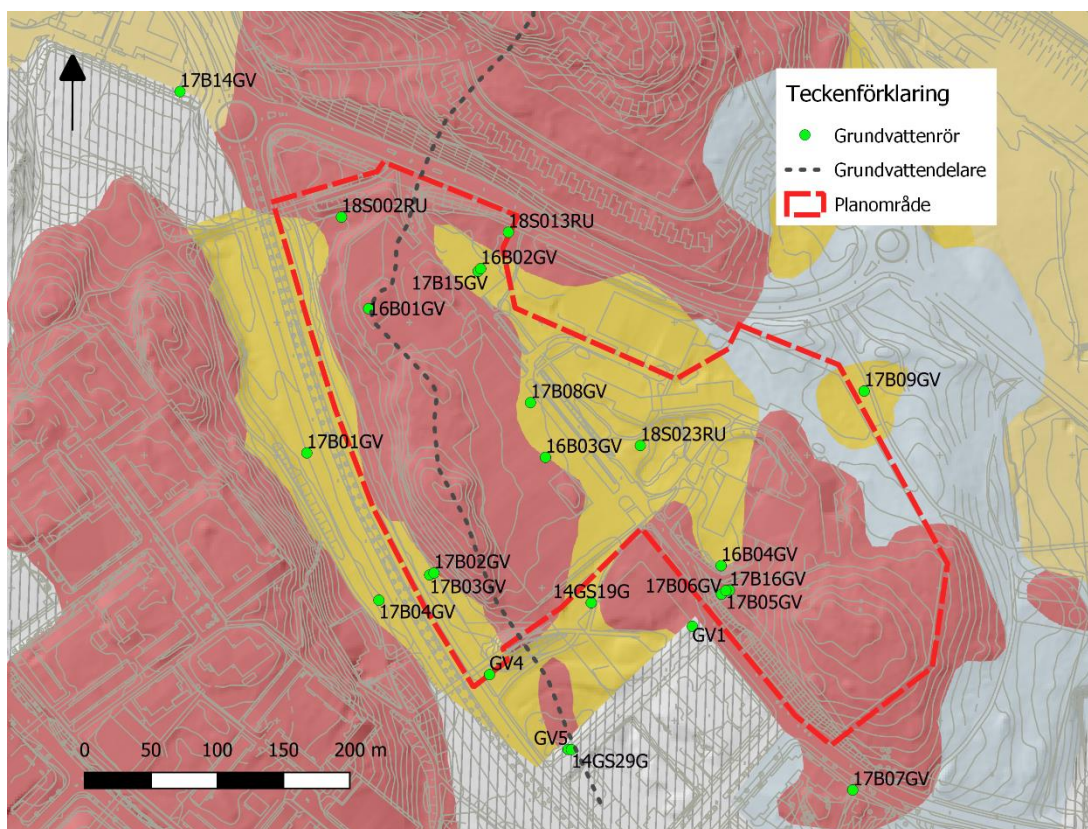 17B14GV
Teckenförklaring
Grundvattenrör
Grundvattendelare
Planområde
18S002RU
18S013RU
16B02GV
17B15GV
16B01GV
17B09GV
17B08GV
17B01GV
16B03GV
18S023RU
17B02GV
17B03GV
16B04GV
17B06GV
17B16GV
17B05GV
17B04GV
14GS19G
GV1
GV4
GV5
14GS29G
17B07GV
0 50 100 150 200 m